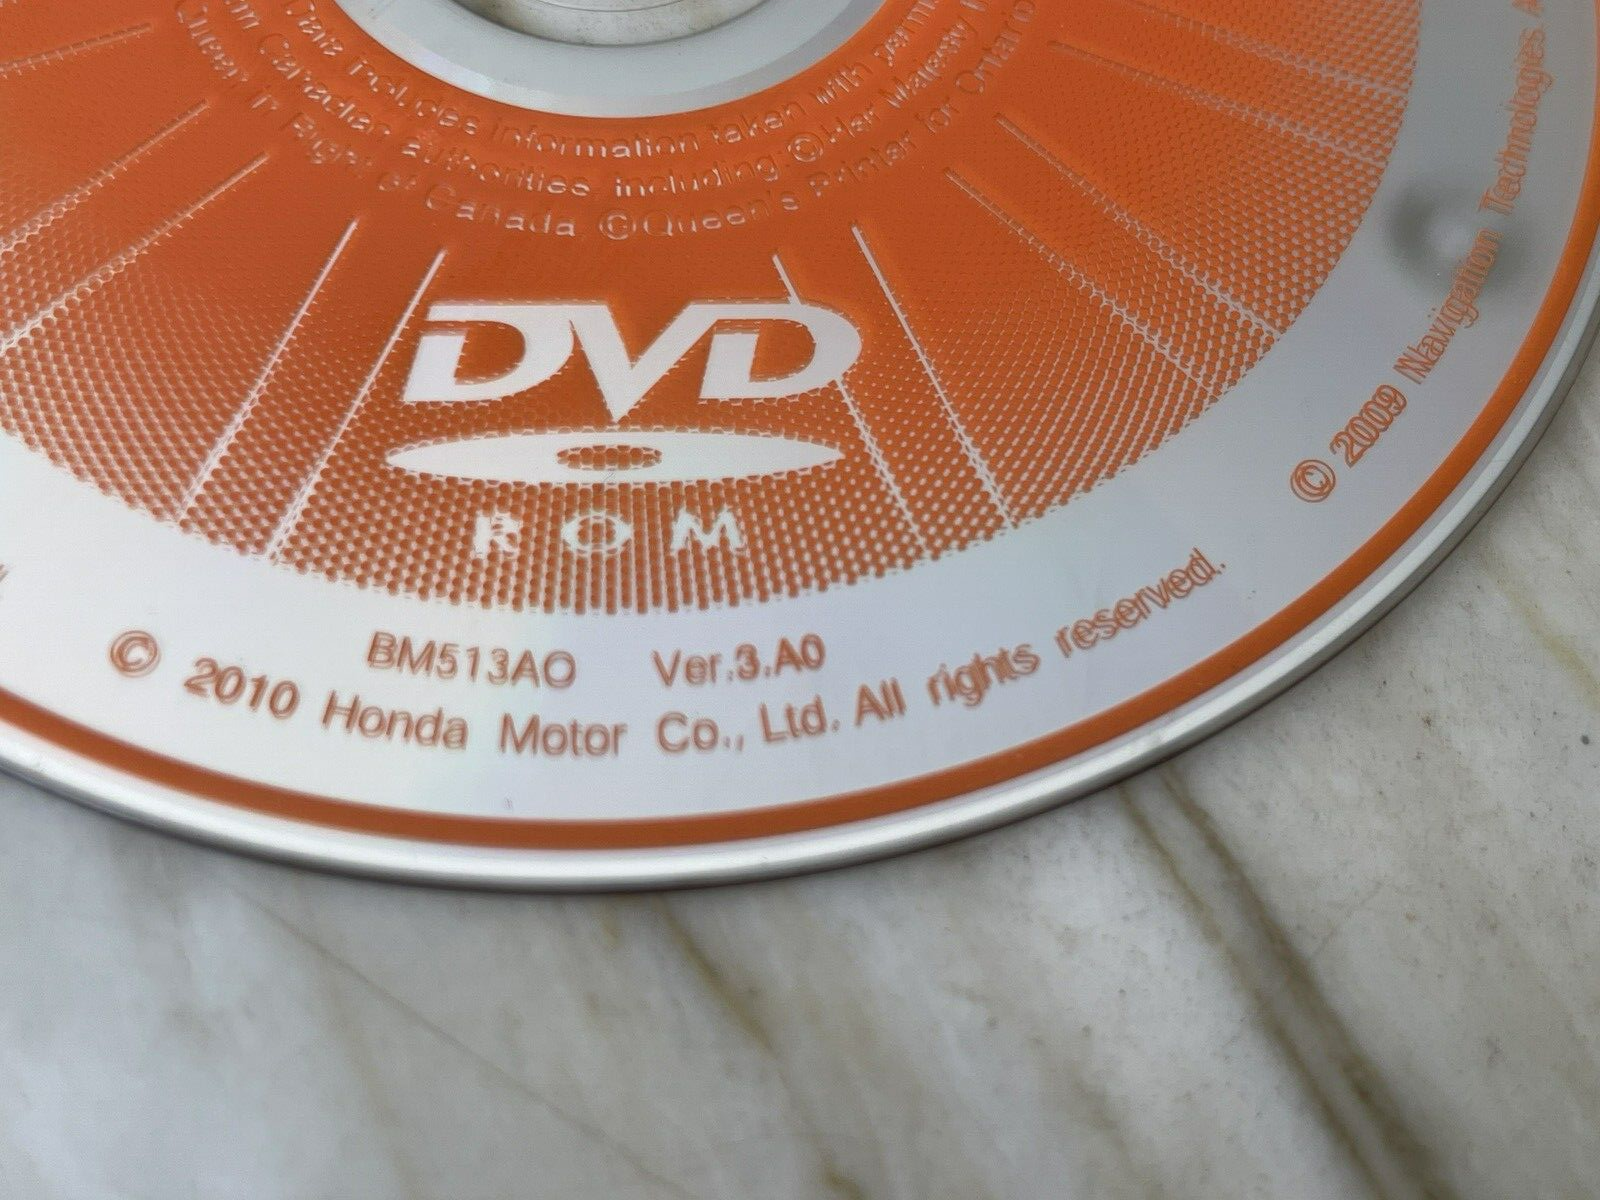 Data includes information taken with
Canadian authorities including © Her Majesty
Queen in Right of Canada © Queen's Printer for Ontario
DVD
ROM
BM513AO Ver.3.A0
© 2010 Honda Motor Co., Ltd. All rights reserved.
© 2009 Navigation Technologies